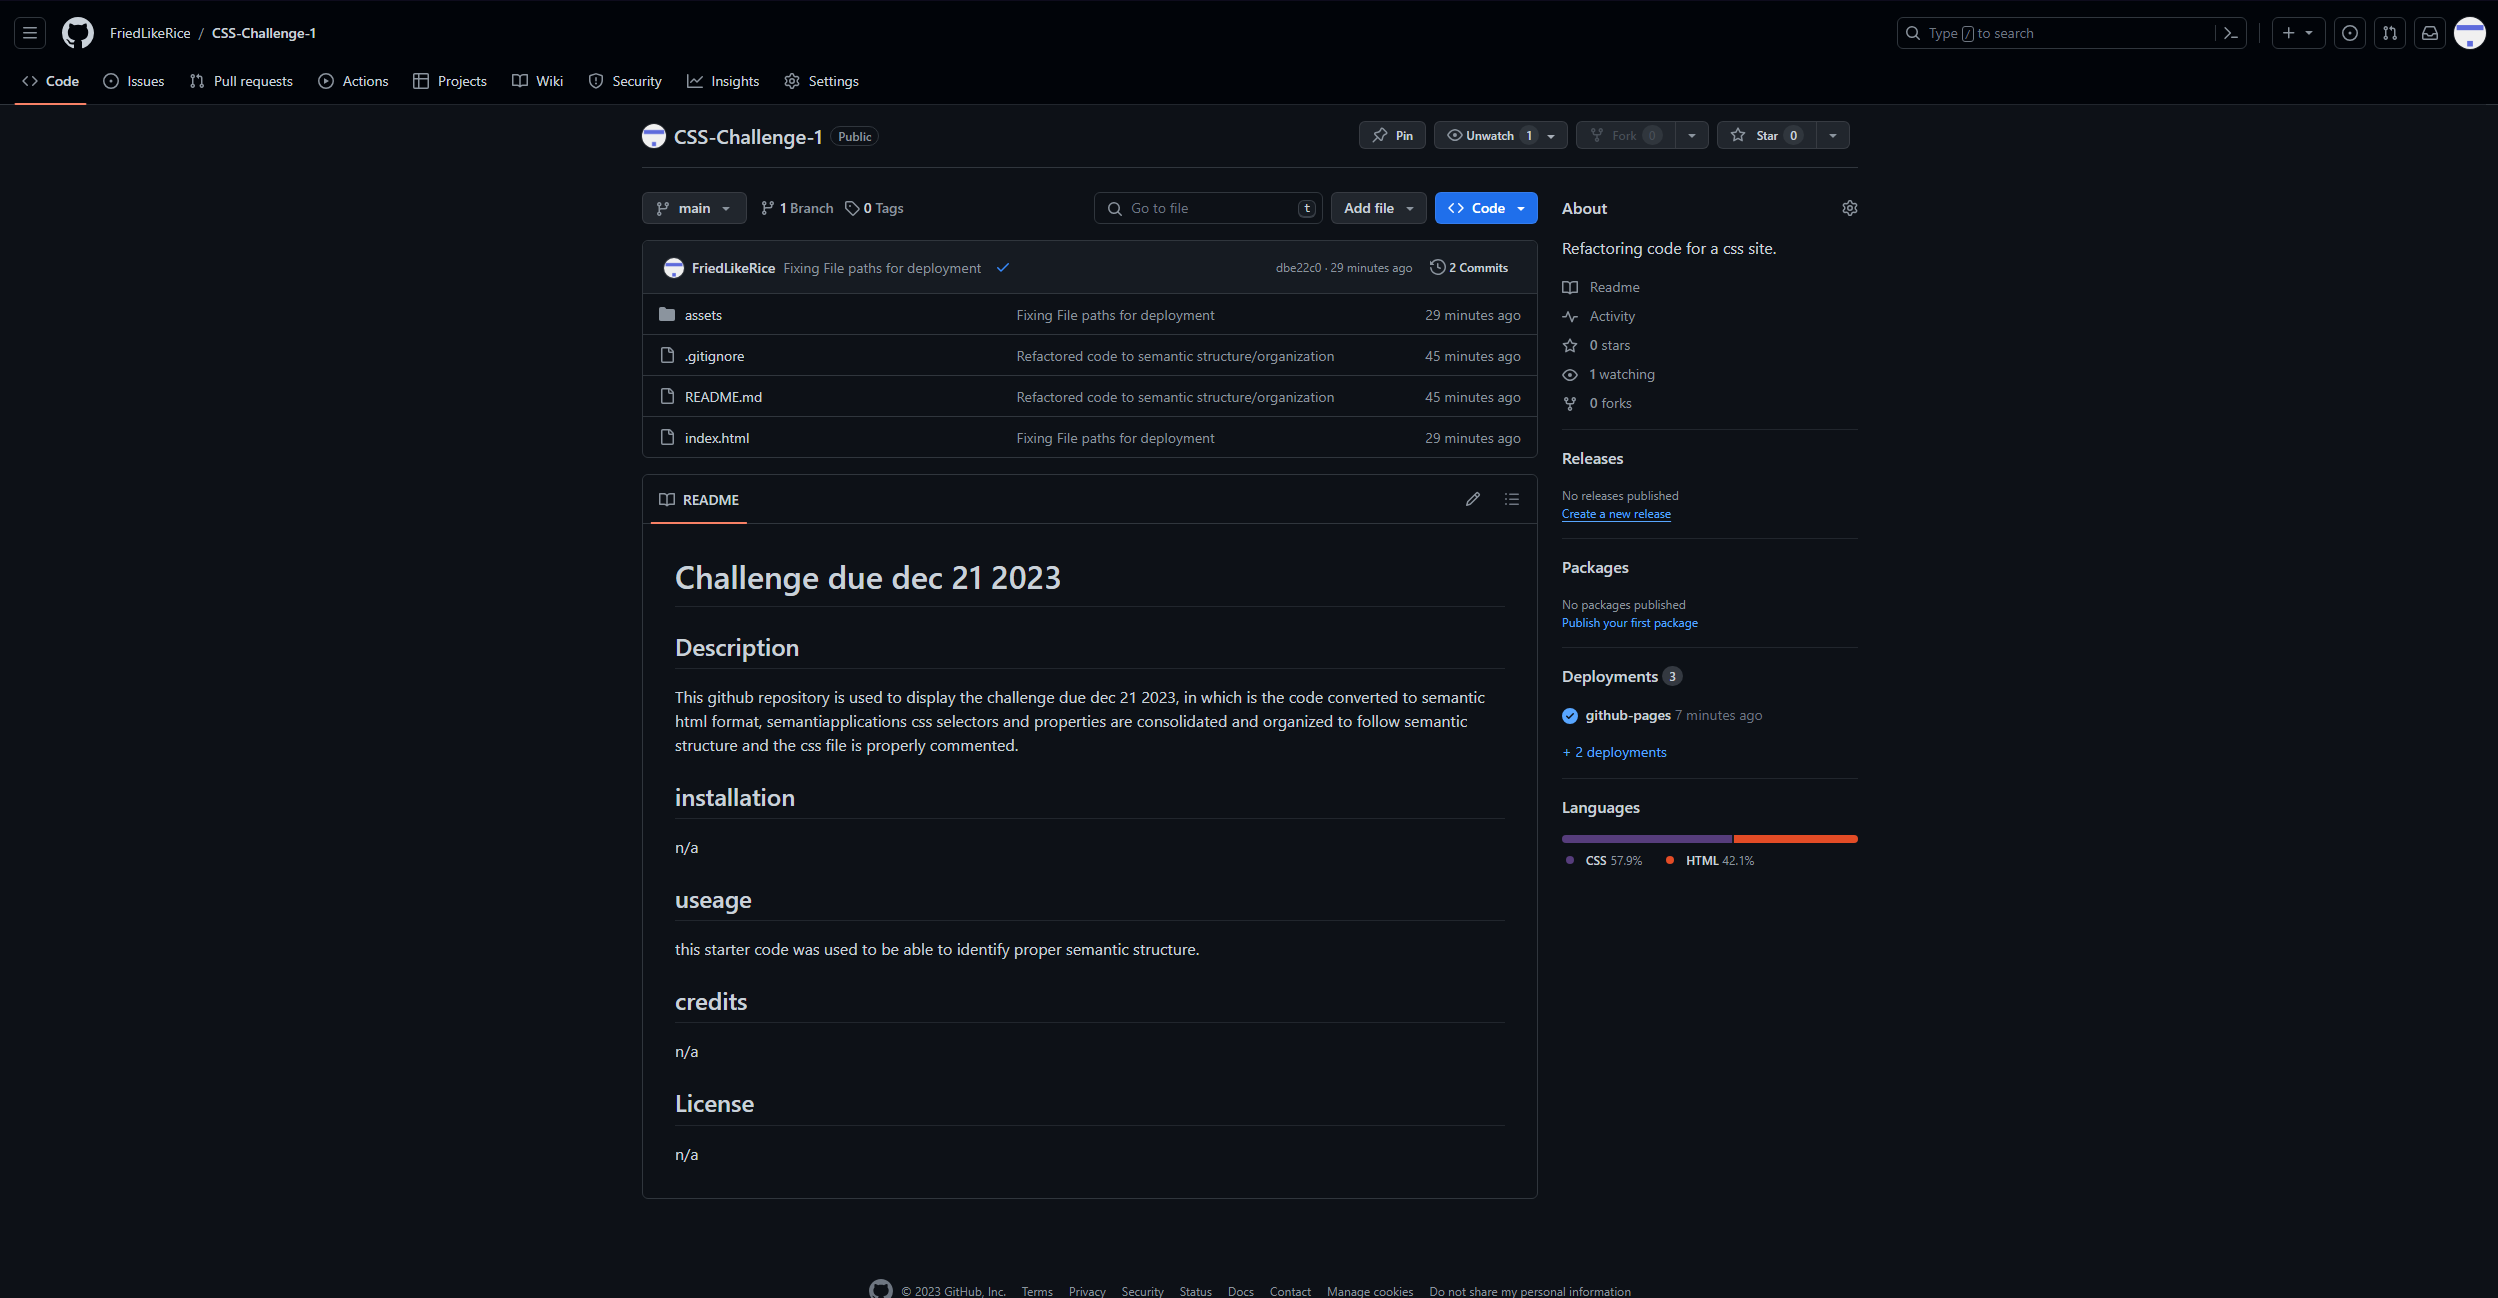 FriedLikeRice / CSS-Challenge-1
Type / to search
Code Issues Pull requests Actions Projects Wiki Security Insights Settings
CSS-Challenge-1 Public
Pin Unwatch 1 Fork 0 Star 0
main 1 Branch 0 Tags Go to file t Add file Code
FriedLikeRice Fixing File paths for deployment dbe22c0 · 29 minutes ago 2 Commits
assets Fixing File paths for deployment 29 minutes ago
.gitignore Refactored code to semantic structure/organization 45 minutes ago
README.md Refactored code to semantic structure/organization 45 minutes ago
index.html Fixing File paths for deployment 29 minutes ago
README
Challenge due dec 21 2023
Description
This github repository is used to display the challenge due dec 21 2023, in which is the code converted to semantic
html format, semantiapplications css selectors and properties are consolidated and organized to follow semantic
structure and the css file is properly commented.
installation
n/a
useage
this starter code was used to be able to identify proper semantic structure.
credits
n/a
License
n/a
About
Refactoring code for a css site.
Readme
Activity
0 stars
1 watching
0 forks
Releases
No releases published
Create a new release
Packages
No packages published
Publish your first package
Deployments 3
github-pages 7 minutes ago
+ 2 deployments
Languages
CSS 57.9% HTML 42.1%
© 2023 GitHub, Inc. Terms Privacy Security Status Docs Contact Manage cookies Do not share my personal information